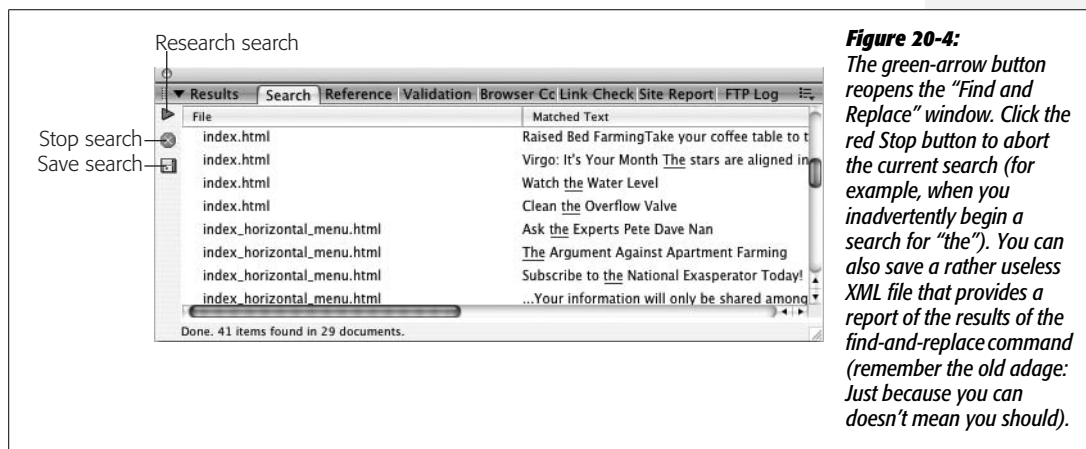 Research search
Results Search Reference Validation Browser Cc Link Check Site Report FTP Log
File Matched Text
Stop search
Save search
index.html Raised Bed FarmingTake your coffee table to t
index.html Virgo: It's Your Month The stars are aligned in
index.html Watch the Water Level
index.html Clean the Overflow Valve
index_horizontal_menu.html Ask the Experts Pete Dave Nan
index_horizontal_menu.html The Argument Against Apartment Farming
index_horizontal_menu.html Subscribe to the National Exasperator Today!
index_horizontal_menu.html ...Your information will only be shared among
Done. 41 items found in 29 documents.
Figure 20-4:
The green-arrow button
reopens the “Find and
Replace” window. Click the
red Stop button to abort
the current search (for
example, when you
inadvertently begin a
search for “the”). You can
also save a rather useless
XML file that provides a
report of the results of the
find-and-replace command
(remember the old adage:
Just because you can
doesn’t mean you should).